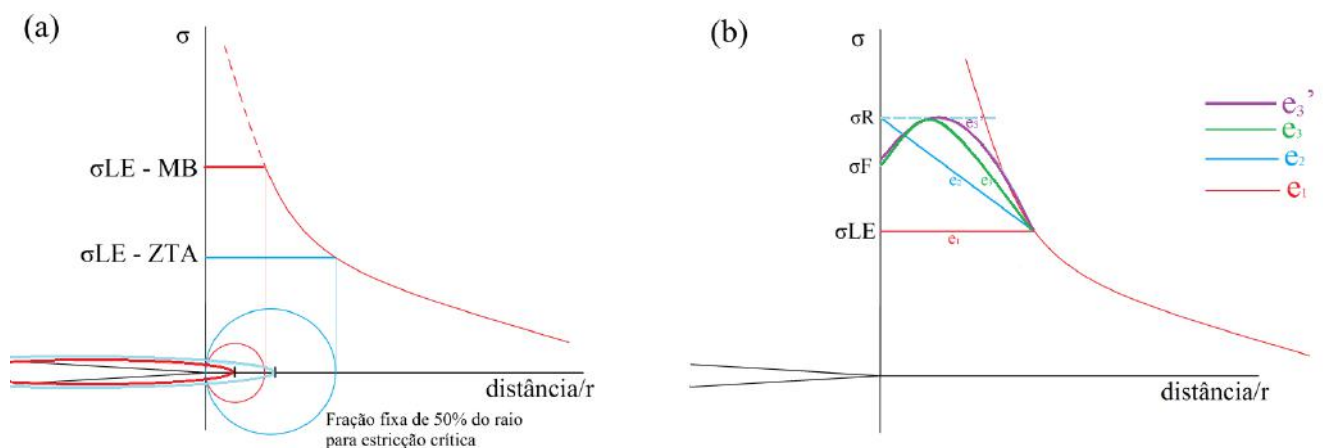 (a)
σ
σLE - MB
σLE - ZTA
distância/r
Fração fixa de 50% do raio
para estricção crítica
(b)
σ
σR
σF
σLE
e₃'
e₂
e₃
e₁
distância/r
e₃'
e₃
e₂
e₁